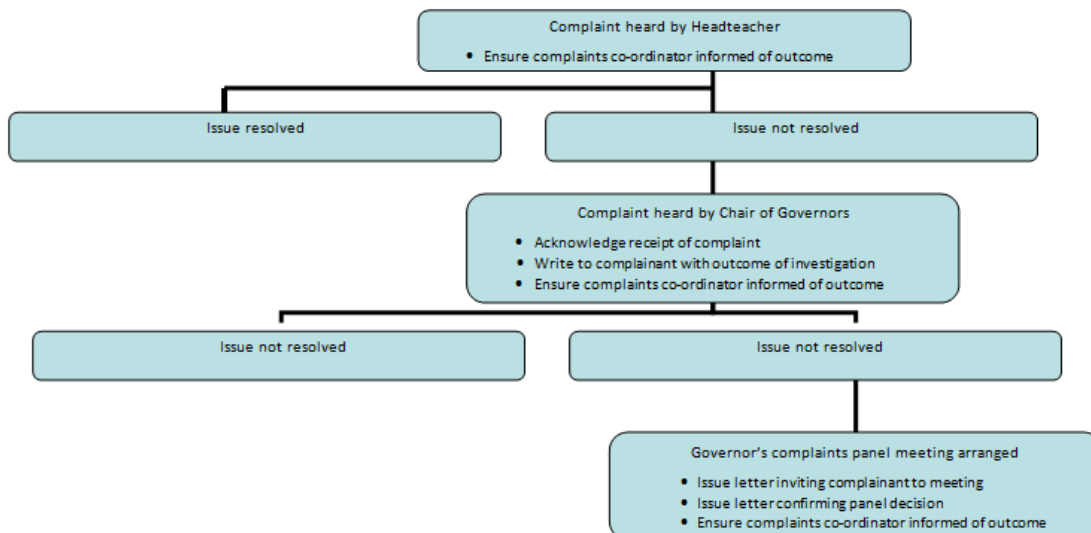 Complaint heard by Headteacher
• Ensure complaints co-ordinator informed of outcome
Issue resolved
Issue not resolved
Complaint heard by Chair of Governors
• Acknowledge receipt of complaint
• Write to complainant with outcome of investigation
• Ensure complaints co-ordinator informed of outcome
Issue not resolved
Issue not resolved
Governor's complaints panel meeting arranged
• Issue letter inviting complainant to meeting
• Issue letter confirming panel decision
• Ensure complaints co-ordinator informed of outcome